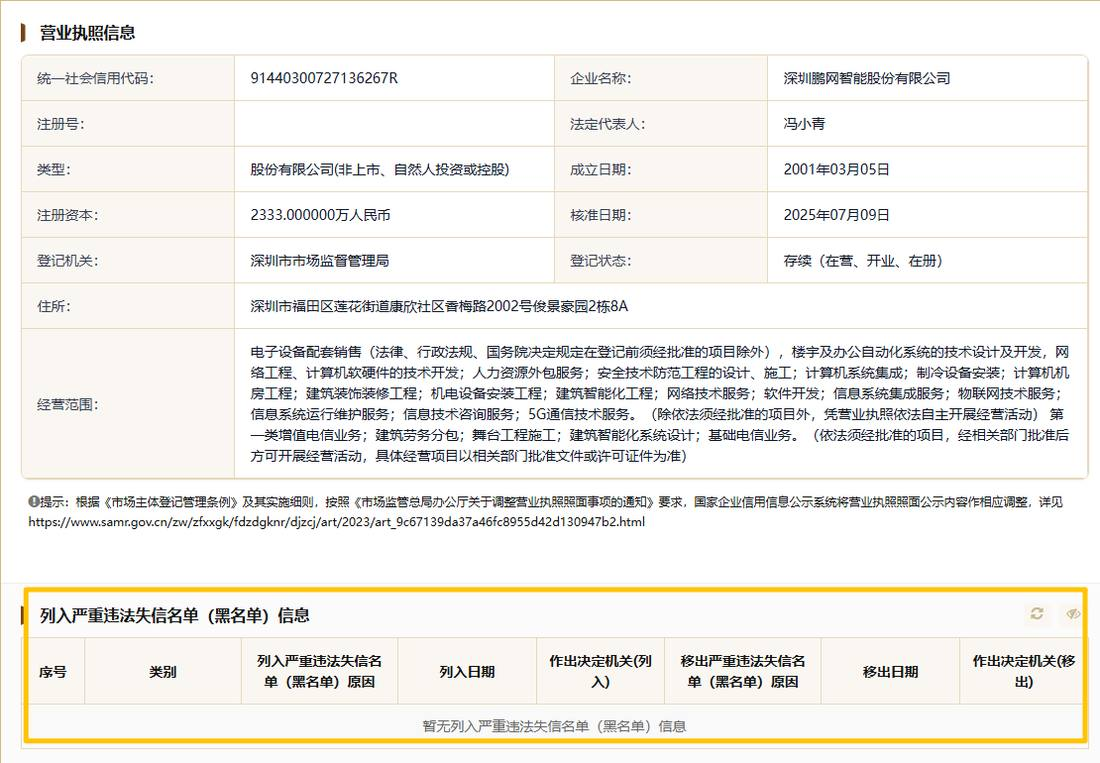 营业执照信息
统一社会信用代码： 91440300727136267R 企业名称： 深圳鹏网智能股份有限公司
注册号： 法定代表人： 冯小青
类型： 股份有限公司(非上市、自然人投资或控股) 成立日期： 2001年03月05日
注册资本： 2333.000000万人民币 核准日期： 2025年07月09日
登记机关： 深圳市市场监督管理局 登记状态： 存续（在营、开业、在册）
住所： 深圳市福田区莲花街道康欣社区香梅路2002号俊景豪园2栋8A
经营范围：
电子设备配套销售（法律、行政法规、国务院决定规定在登记前须经批准的项目除外），楼宇及办公自动化系统的技术设计及开发，网
络工程、计算机软硬件的技术开发；人力资源外包服务；安全技术防范工程的设计、施工；计算机系统集成；制冷设备安装；计算机机
房工程；建筑装饰装修工程；机电设备安装工程；建筑智能化工程；网络技术服务；软件开发；信息系统集成服务；物联网技术服务；
信息系统运行维护服务；信息技术咨询服务；5G通信技术服务。（除依法须经批准的项目外，凭营业执照依法自主开展经营活动） 第
一类增值电信业务；建筑劳务分包；舞台工程施工；建筑智能化系统设计；基础电信业务。（依法须经批准的项目，经相关部门批准后
方可开展经营活动，具体经营项目以相关部门批准文件或许可证件为准）
提示：根据《市场主体登记管理条例》及其实施细则，按照《市场监管总局办公厅关于调整营业执照照面事项的通知》要求，国家企业信用信息公示系统将营业执照照面公示内容作相应调整，详见
https://www.samr.gov.cn/zw/zfxxgk/fdzdgknr/djzcj/art/2023/art_9c67139da37a46fc8955d42d130947b2.html
列入严重违法失信名单（黑名单）信息
序号 类别 列入严重违法失信名单（黑名单）原因 列入日期 作出决定机关(列入) 移出严重违法失信名单（黑名单）原因 移出日期 作出决定机关(移出)
暂无列入严重违法失信名单（黑名单）信息